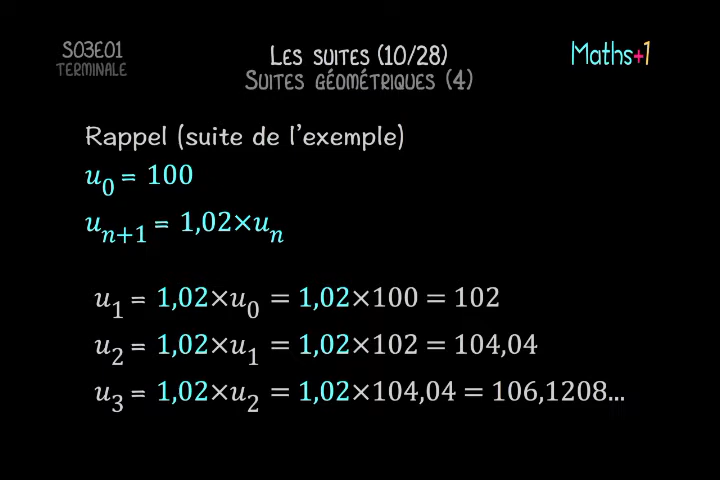 S03E01
TERMINALE
LES SUITES (10/28)
SUITES GÉOMÉTRIQUES (4)
Maths+1
Rappel (suite de l'exemple)
u₀ = 100
uₙ₊₁ = 1,02×uₙ
u₁ = 1,02×u₀ = 1,02×100 = 102
u₂ = 1,02×u₁ = 1,02×102 = 104,04
u₃ = 1,02×u₂ = 1,02×104,04 = 106,1208...